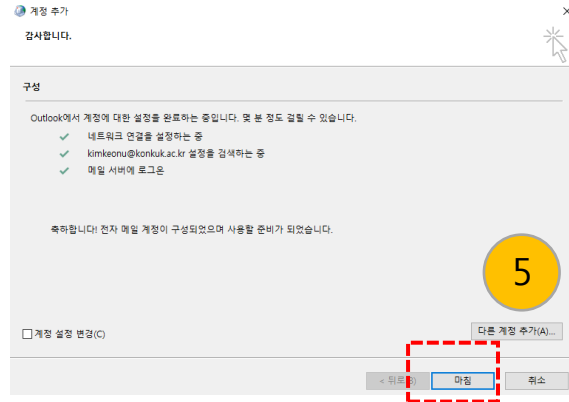 계정 추가
감사합니다.
구성
Outlook에서 계정에 대한 설정을 완료하는 중입니다. 몇 분 정도 걸릴 수 있습니다.
네트워크 연결을 설정하는 중
kimkeonu@konkuk.ac.kr 설정을 검색하는 중
메일 서버에 로그온
축하합니다! 전자 메일 계정이 구성되었으며 사용할 준비가 되었습니다.
5
계정 설정 변경(C)
다른 계정 추가(A)...
< 뒤로(B) 마침 취소